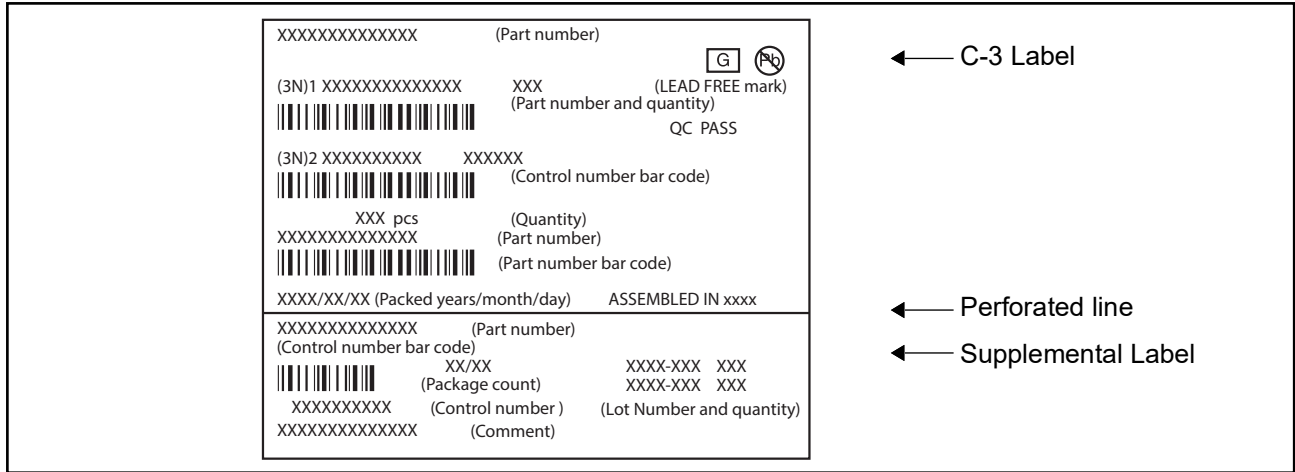 XXXXXXXXXXXXXX (Part number)
C-3 Label
G Pb
(3N)1 XXXXXXXXXXXXXX XXX (LEAD FREE mark)
(Part number and quantity)
QC PASS
(3N)2 XXXXXXXXXX XXXXXX
(Control number bar code)
XXX pcs (Quantity)
XXXXXXXXXXXXXX (Part number)
(Part number bar code)
XXXX/XX/XX (Packed years/month/day) ASSEMBLED IN xxxx
Perforated line
XXXXXXXXXXXXXX (Part number)
(Control number bar code)
Supplemental Label
XX/XX XXXX-XXX XXX
(Package count) XXXX-XXX XXX
XXXXXXXXXX (Control number ) (Lot Number and quantity)
XXXXXXXXXXXXXX (Comment)